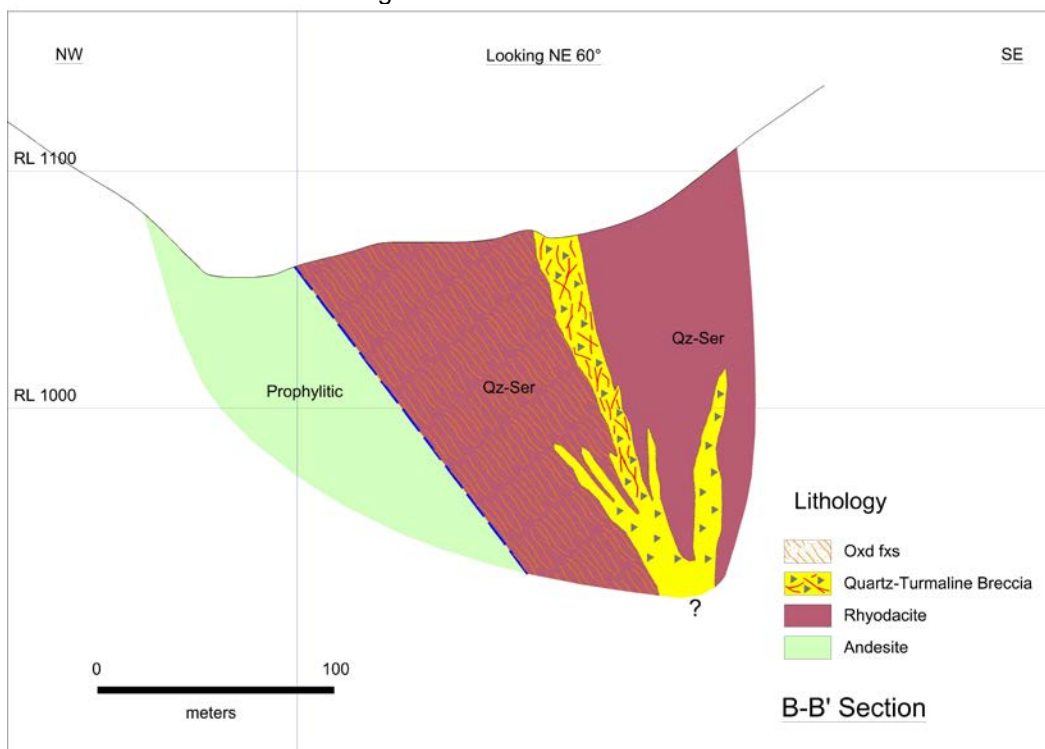 NW
Looking NE 60°
SE
RL 1100
Qz-Ser
RL 1000
Prophylitic
Qz-Ser
Lithology
Oxd fxs
Quartz-Turmaline Breccia
Rhyodacite
Andesite
?
0
100
meters
B-B' Section